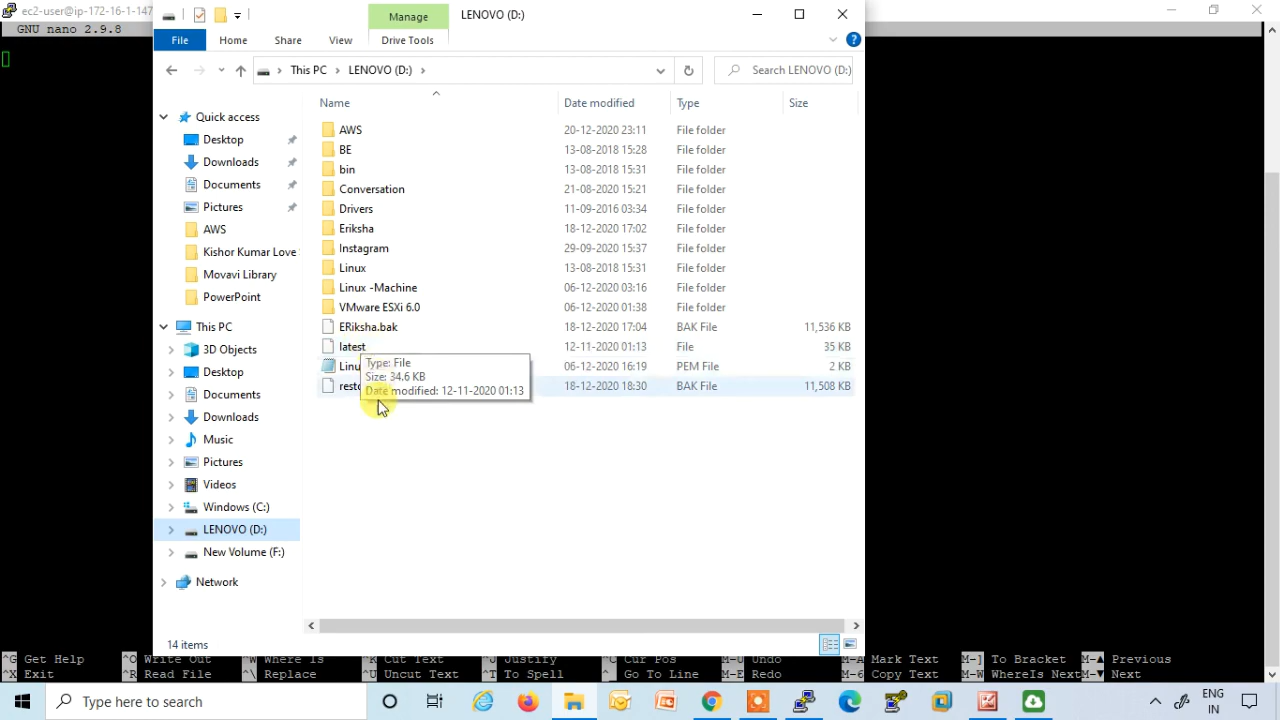 ec2-user@ip-172-16-1-147
GNU nano 2.9.8
Manage
LENOVO (D:)
File
Home
Share
View
Drive Tools
This PC
LENOVO (D:)
Search LENOVO (D:)
Name
Date modified
Type
Size
Quick access
Desktop
Downloads
Documents
Pictures
AWS
Kishor Kumar Love
Movavi Library
PowerPoint
This PC
3D Objects
Desktop
Documents
Downloads
Music
Pictures
Videos
Windows (C:)
LENOVO (D:)
New Volume (F:)
Network
AWS 20-12-2020 23:11 File folder
BE 13-08-2018 15:28 File folder
bin 13-08-2018 15:31 File folder
Conversation 21-08-2020 15:21 File folder
Drivers 11-09-2016 03:34 File folder
Eriksha 18-12-2020 17:02 File folder
Instagram 29-09-2020 15:37 File folder
Linux 13-08-2018 15:31 File folder
Linux -Machine 06-12-2020 03:16 File folder
VMware ESXi 6.0 06-12-2020 01:38 File folder
ERiksha.bak 18-12-2020 17:04 BAK File 11,536 KB
latest 12-11-2020 01:13 File 35 KB
06-12-2020 16:19 PEM File 2 KB
18-12-2020 18:30 BAK File 11,508 KB
Type: File
Size: 34.6 KB
Date modified: 12-11-2020 01:13
14 items
^G Get Help ^O Write Out ^W Where Is ^K Cut Text ^J Justify Cur Pos M-U Undo M-A Mark Text M-] To Bracket M-▲ Previous
^X Exit ^R Read File ^\ Replace ^U Uncut Text ^T To Spell Go To Line M-E Redo M-6 Copy Text M-W WhereIs Next M-▼ Next
Type here to search
ENG
IN